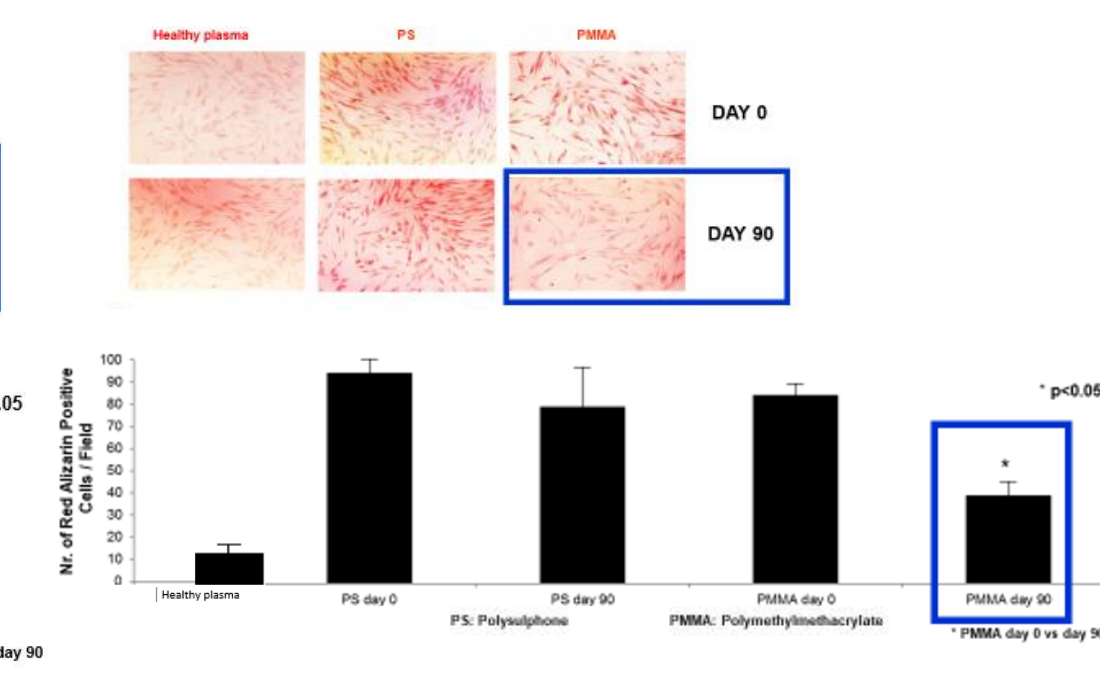 Healthy plasma
PS
PMMA
DAY 0
DAY 90
100
90
80
70
60
50
40
30
20
10
0
Nr. of Red Alizarin Positive
Cells / Field
.05
* p<0.05
*
Healthy plasma
PS day 0
PS day 90
PMMA day 0
PMMA day 90
PS: Polysulphone
PMMA: Polymethylmethacrylate
* PMMA day 0 vs day 90
day 90